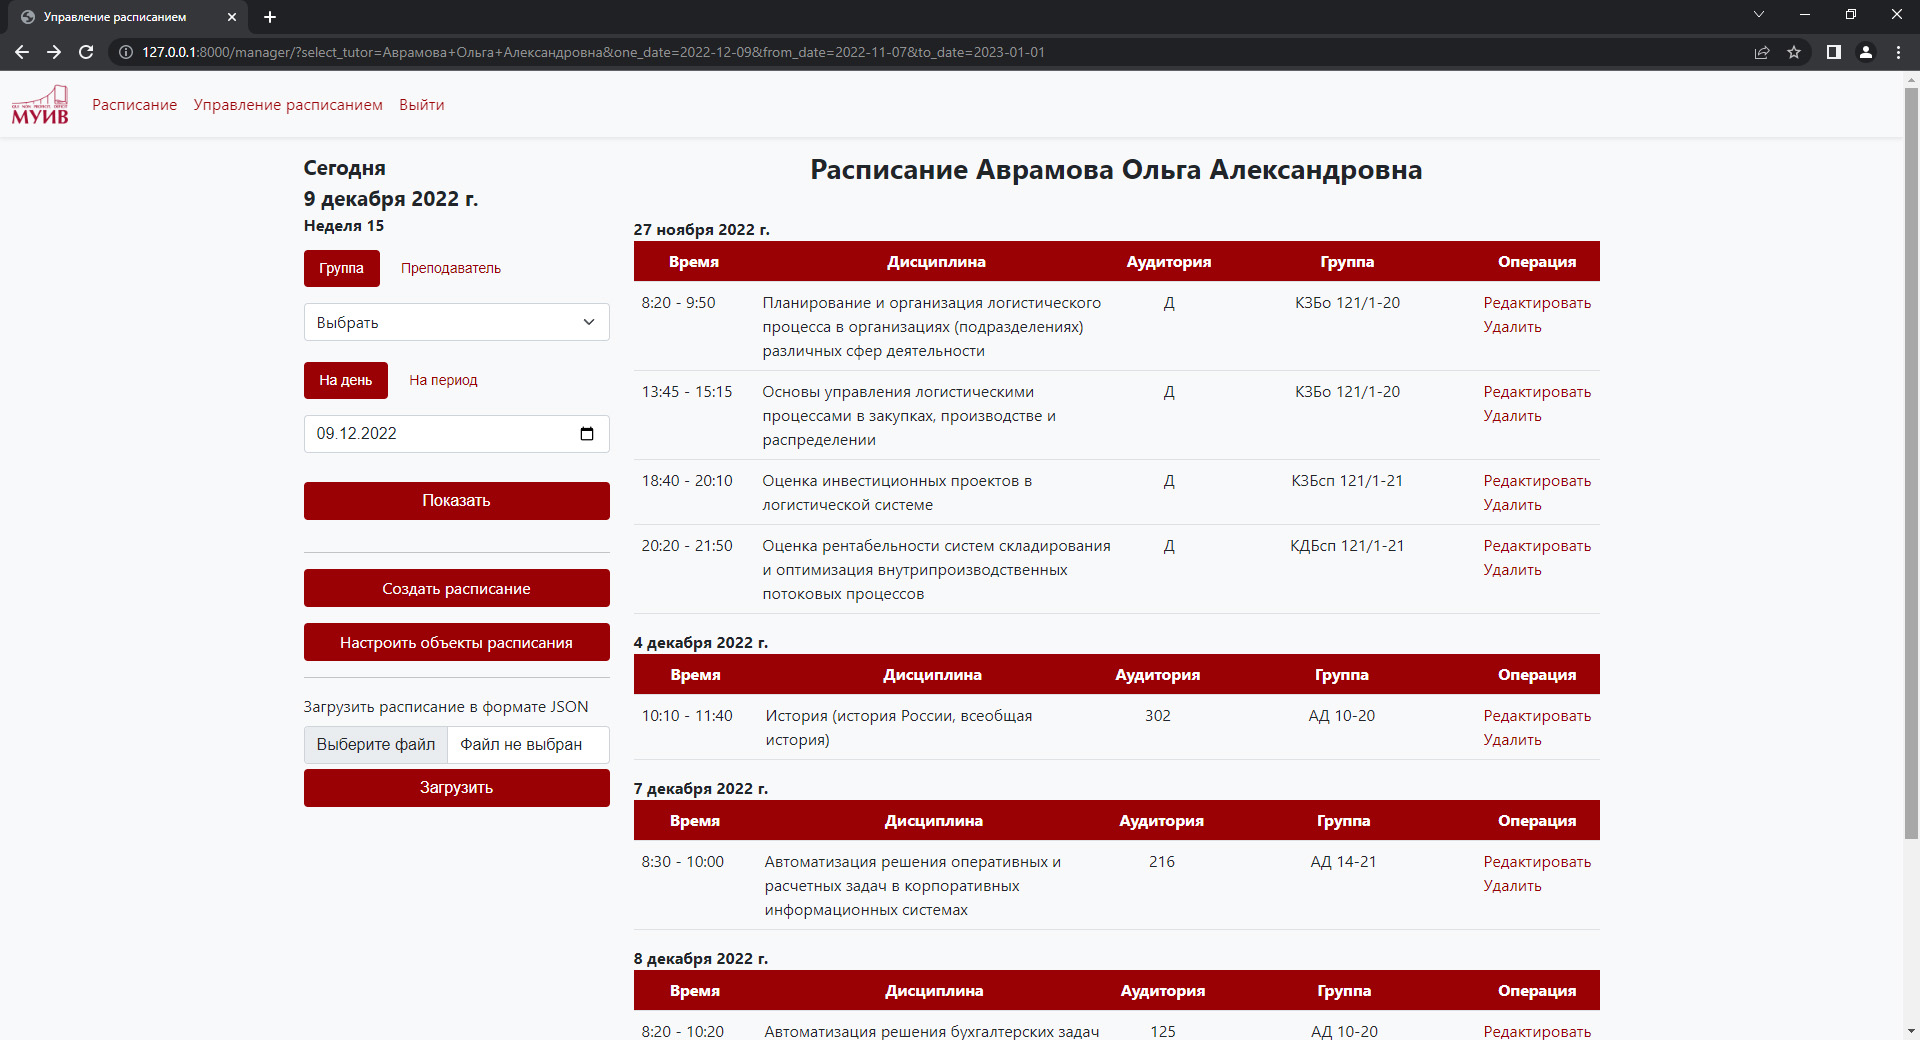 Управление расписанием
127.0.0.1:8000/manager/?select_tutor=Аврамова+Ольга+Александровна&one_date=2022-12-09&from_date=2022-11-07&to_date=2023-01-01
МУИВ
Расписание Управление расписанием Выйти
Сегодня
9 декабря 2022 г.
Неделя 15
Группа Преподаватель
Выбрать
На день На период
09.12.2022
Показать
Создать расписание
Настроить объекты расписания
Загрузить расписание в формате JSON
Выберите файл Файл не выбран
Загрузить
Расписание Аврамова Ольга Александровна
27 ноября 2022 г.
Время Дисциплина Аудитория Группа Операция
8:20 - 9:50 Планирование и организация логистического Д КЗБо 121/1-20 Редактировать
процесса в организациях (подразделениях) Удалить
различных сфер деятельности
13:45 - 15:15 Основы управления логистическими Д КЗБо 121/1-20 Редактировать
процессами в закупках, производстве и Удалить
распределении
18:40 - 20:10 Оценка инвестиционных проектов в Д КЗБсп 121/1-21 Редактировать
логистической системе Удалить
20:20 - 21:50 Оценка рентабельности систем складирования Д КДБсп 121/1-21 Редактировать
и оптимизация внутрипроизводственных Удалить
потоковых процессов
4 декабря 2022 г.
Время Дисциплина Аудитория Группа Операция
10:10 - 11:40 История (история России, всеобщая 302 АД 10-20 Редактировать
история) Удалить
7 декабря 2022 г.
Время Дисциплина Аудитория Группа Операция
8:30 - 10:00 Автоматизация решения оперативных и 216 АД 14-21 Редактировать
расчетных задач в корпоративных Удалить
информационных системах
8 декабря 2022 г.
Время Дисциплина Аудитория Группа Операция
8:20 - 10:20 Автоматизация решения бухгалтерских задач 125 АД 10-20 Редактировать